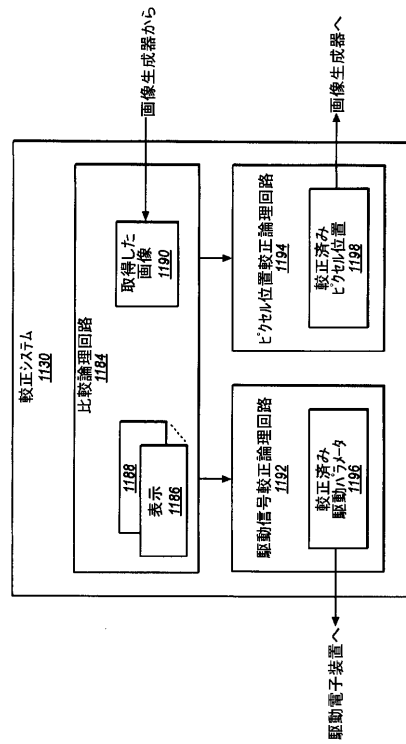 較正システム
1130
比較論理回路
1184
1188
表示
1186
取得した
画像
1190
画像生成器から
駆動信号較正論理回路
1192
較正済み
駆動パラメータ
1196
駆動電子装置へ
ピクセル位置較正論理回路
1194
較正済み
ピクセル位置
1198
画像生成器へ